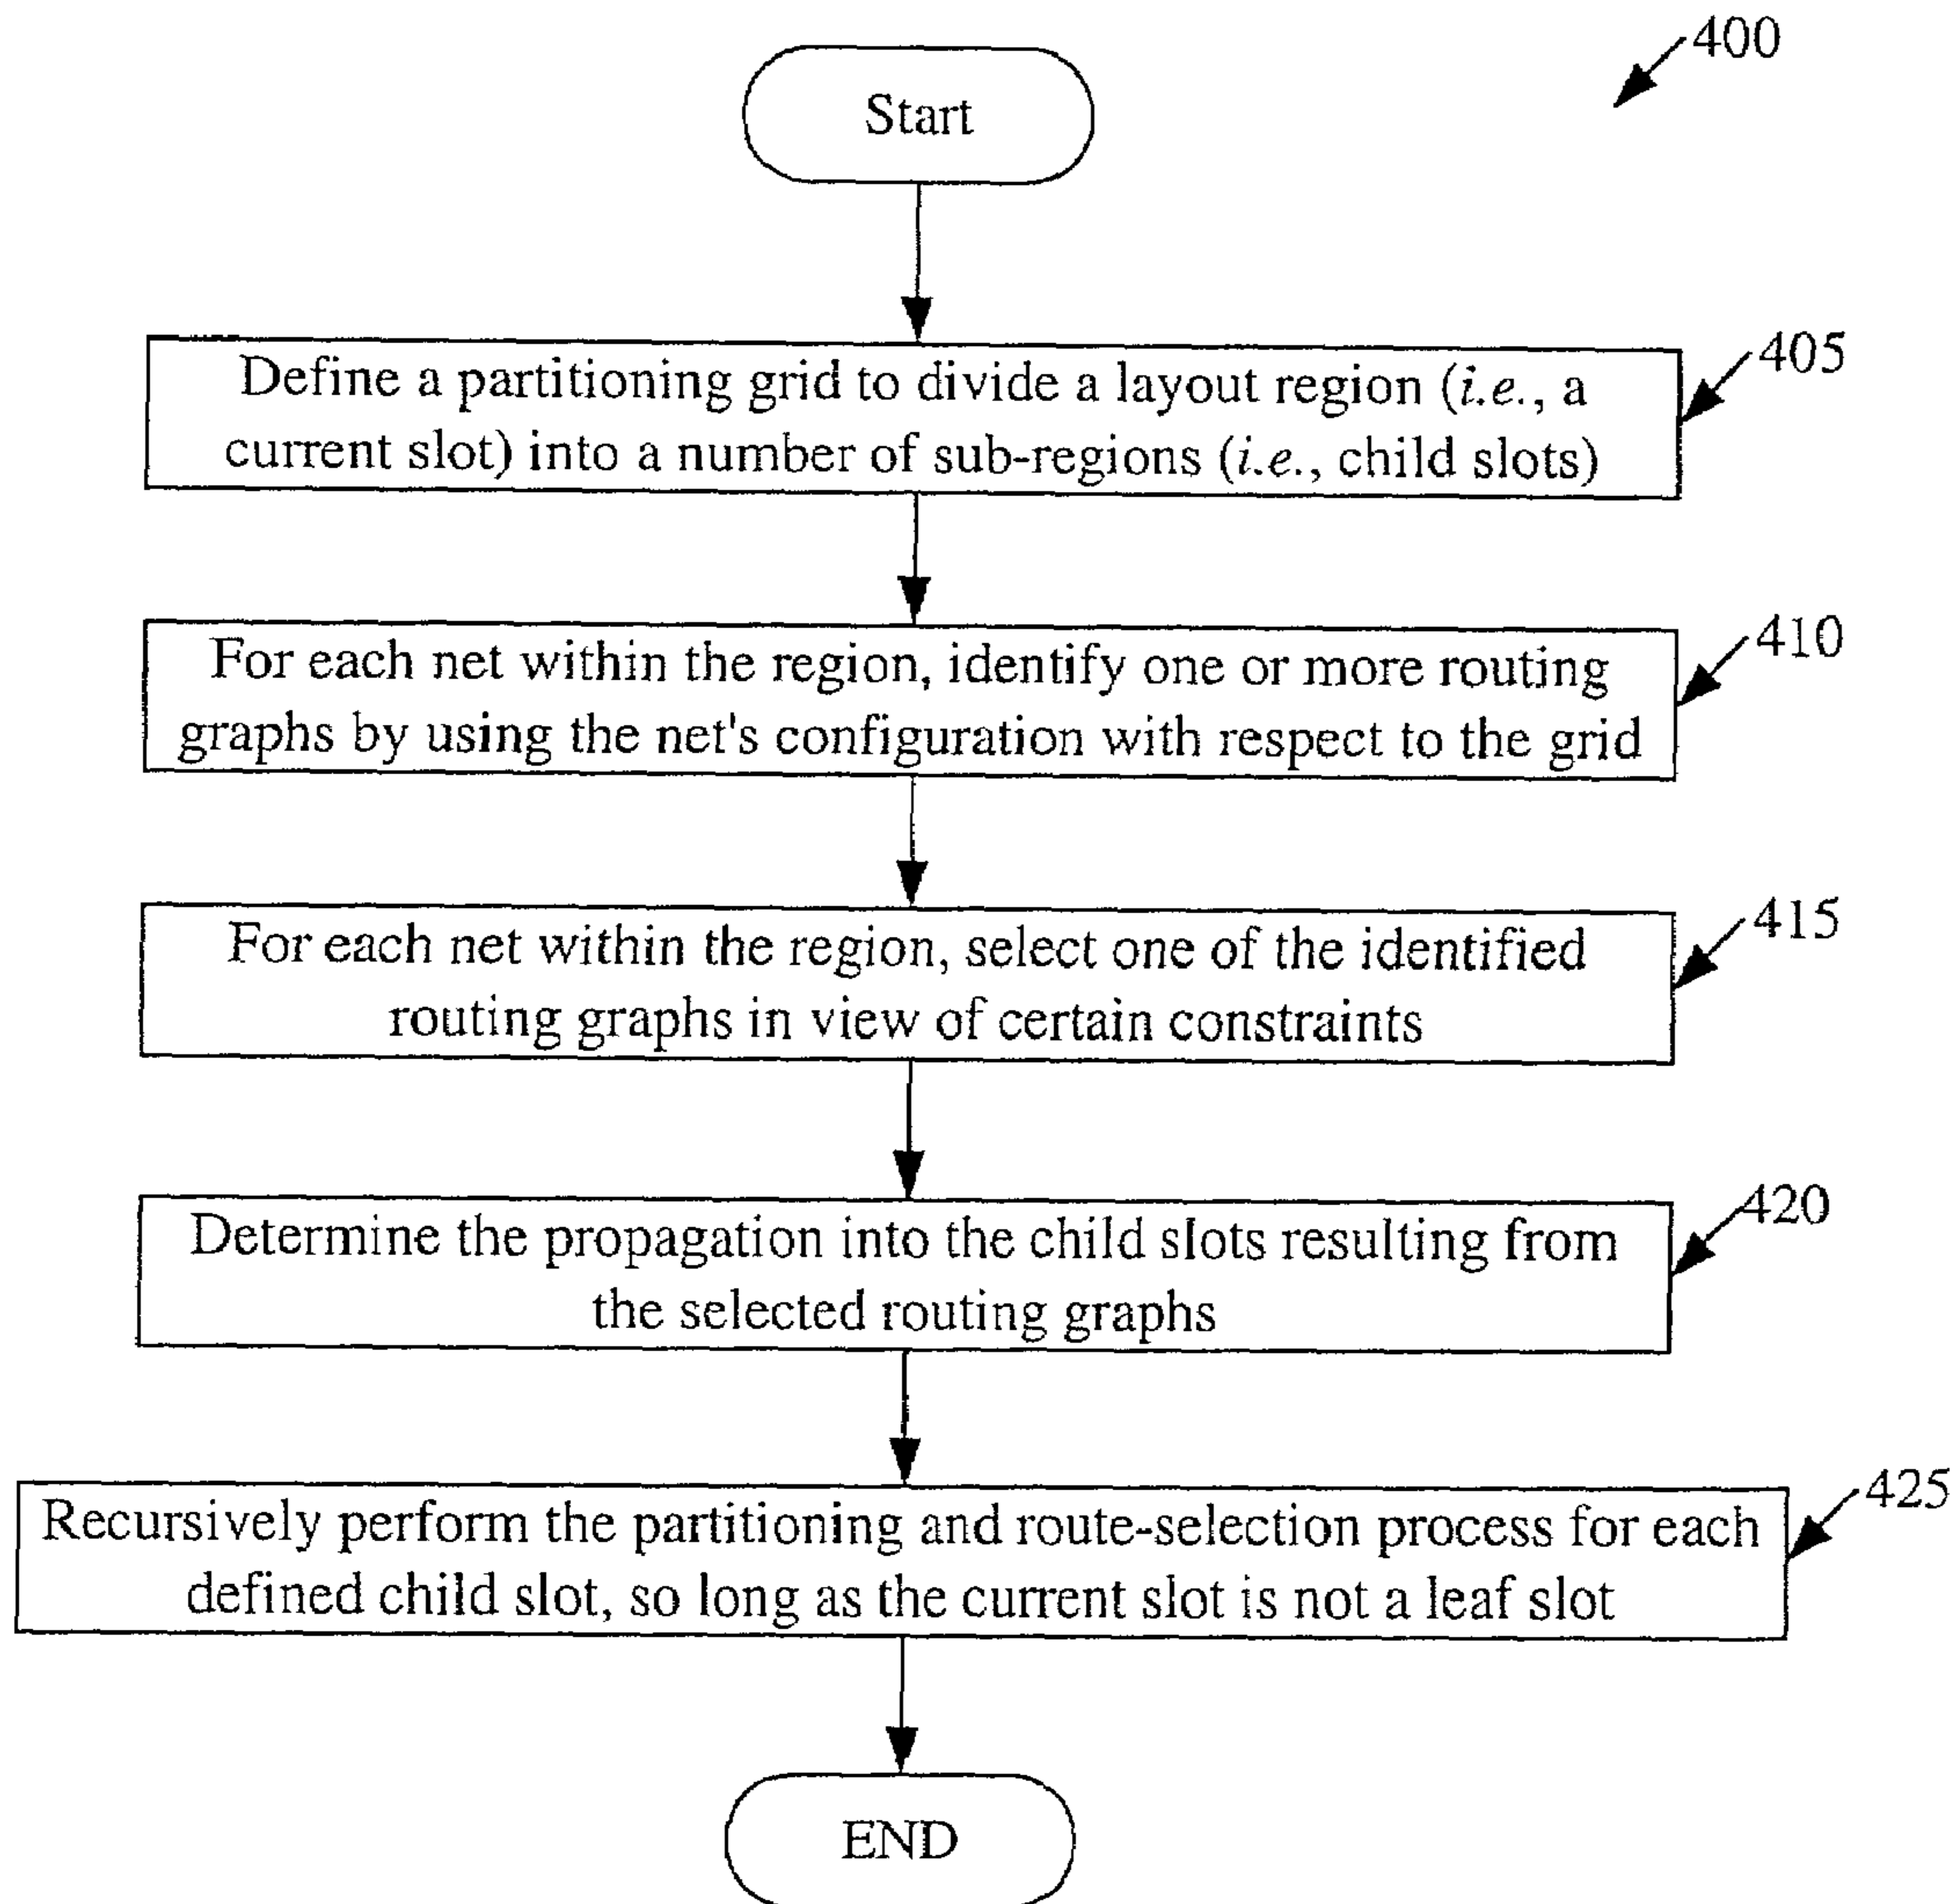 400
Start
405
Define a partitioning grid to divide a layout region (i.e., a
current slot) into a number of sub-regions (i.e., child slots)
410
For each net within the region, identify one or more routing
graphs by using the net's configuration with respect to the grid
415
For each net within the region, select one of the identified
routing graphs in view of certain constraints
420
Determine the propagation into the child slots resulting from
the selected routing graphs
425
Recursively perform the partitioning and route-selection process for each
defined child slot, so long as the current slot is not a leaf slot
END